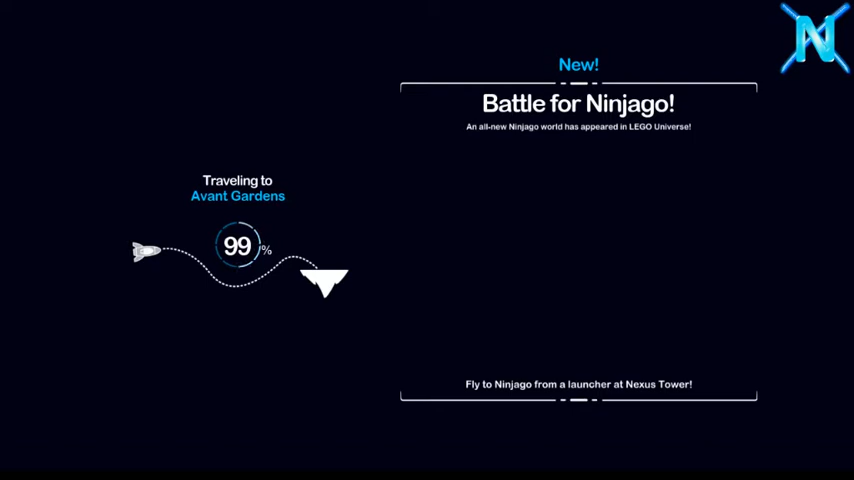 N
New!
Battle for Ninjago!
An all-new Ninjago world has appeared in LEGO Universe!
Traveling to
Avant Gardens
99 %
Fly to Ninjago from a launcher at Nexus Tower!